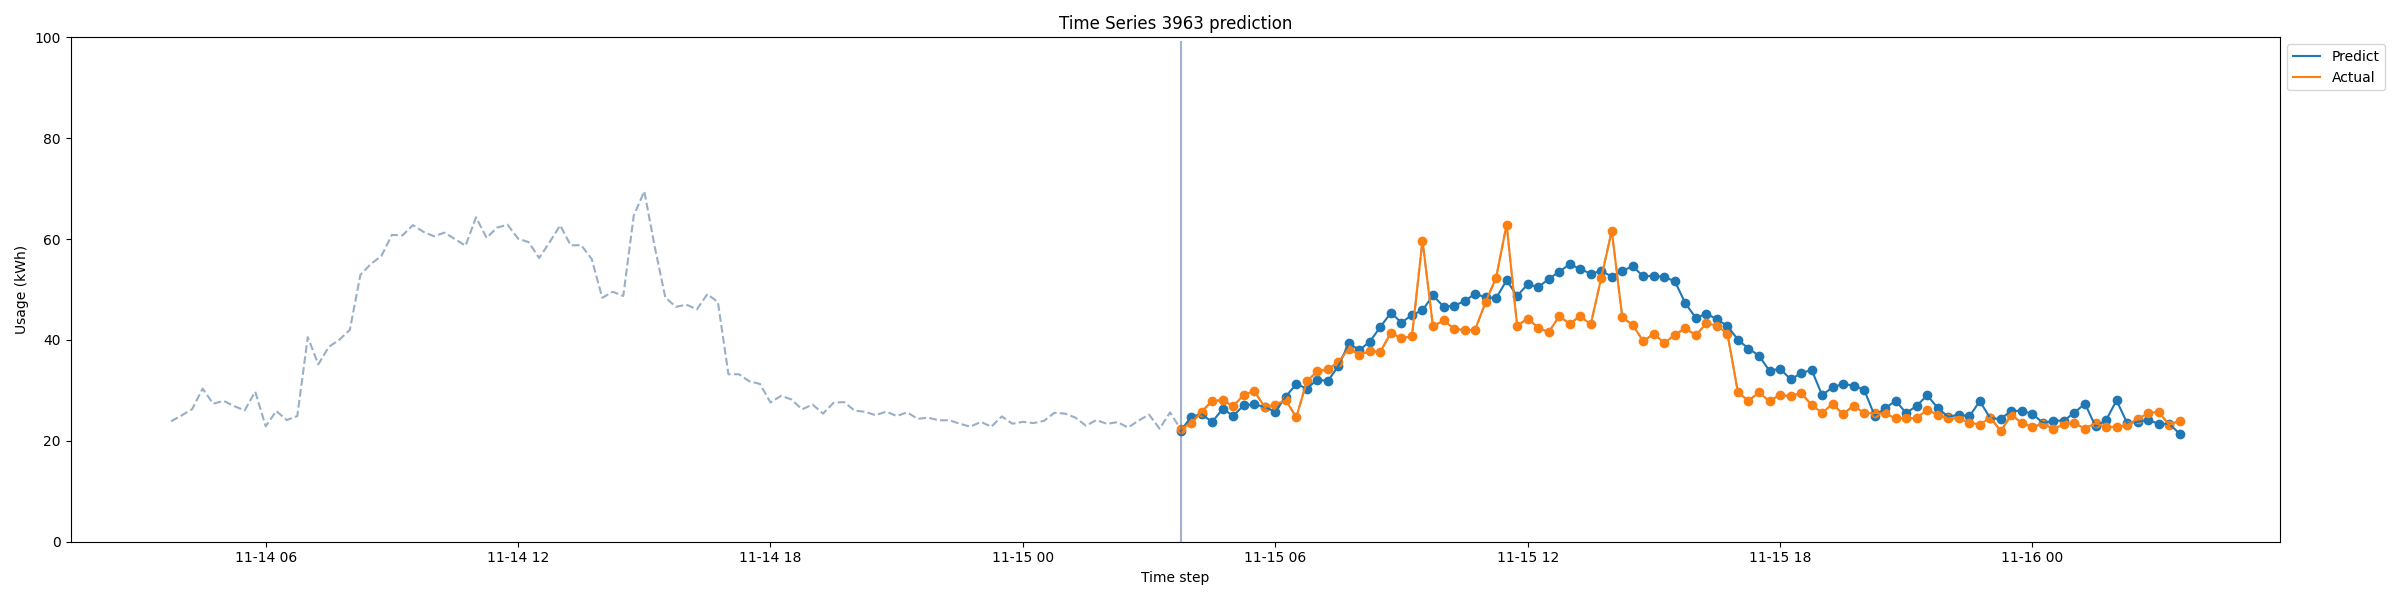 Time Series 3963 prediction
100
80
60
40
20
0
Usage (kWh)
11-14 06
11-14 12
11-14 18
11-15 00
11-15 06
11-15 12
11-15 18
11-16 00
Time step
Predict
Actual